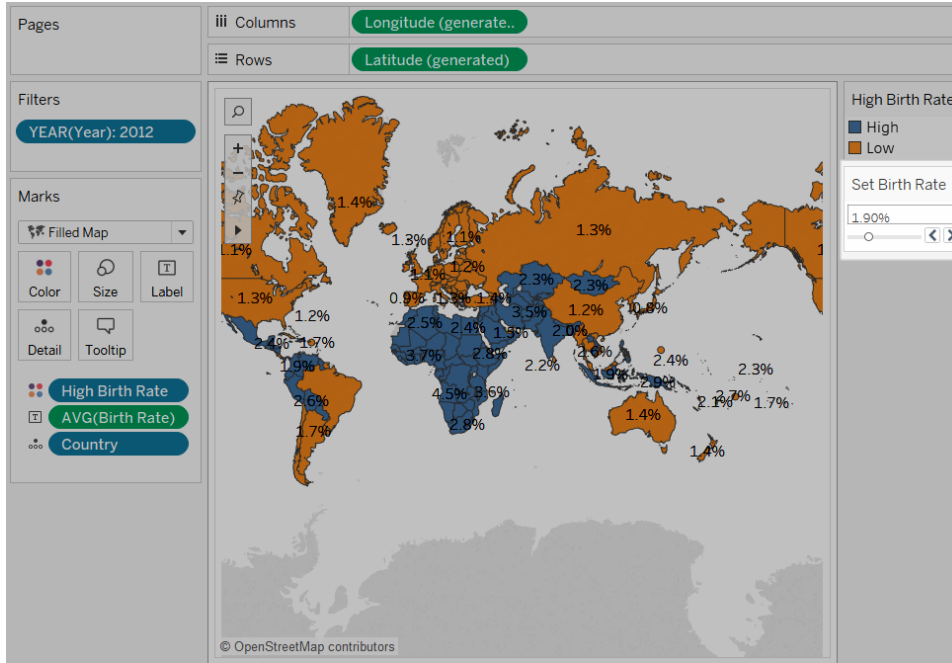 Pages
iii Columns
Longitude (generate..
Rows
Latitude (generated)
Filters
YEAR(Year): 2012
Marks
Filled Map
Color
Size
Label
Detail
Tooltip
High Birth Rate
AVG(Birth Rate)
Country
High Birth Rate
High
Low
Set Birth Rate
1.90%
1.4%
1.3%
1.1%
1.3%
1.1%
1.2%
1.1%
1.3%
2.3%
2.3%
0.9%
1.3%
1.4%
1.2%
0.8%
1.2%
3.5%
2.5%
2.4%
1.5%
2.0%
2.4%
1.7%
1.9%
3.7%
2.8%
2.2%
2.6%
2.4%
2.3%
1.9%
2.9%
2.6%
4.5%
3.6%
2.1%
2.7%
1.7%
1.7%
2.8%
1.4%
1.4%
© OpenStreetMap contributors